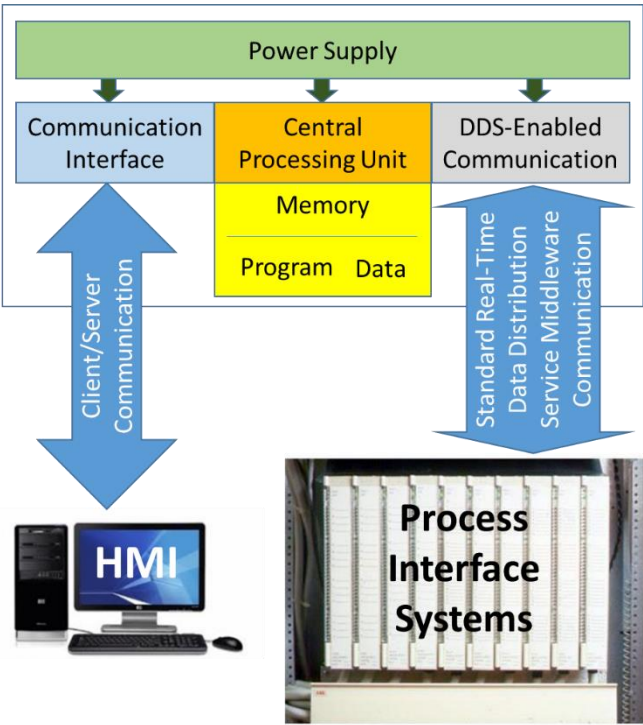 Power Supply
Communication
Interface
Central
Processing Unit
DDS-Enabled
Communication
Memory
Program Data
Client/Server
Communication
Standard Real-Time
Data Distribution
Service Middleware
Communication
HMI
Process
Interface
Systems